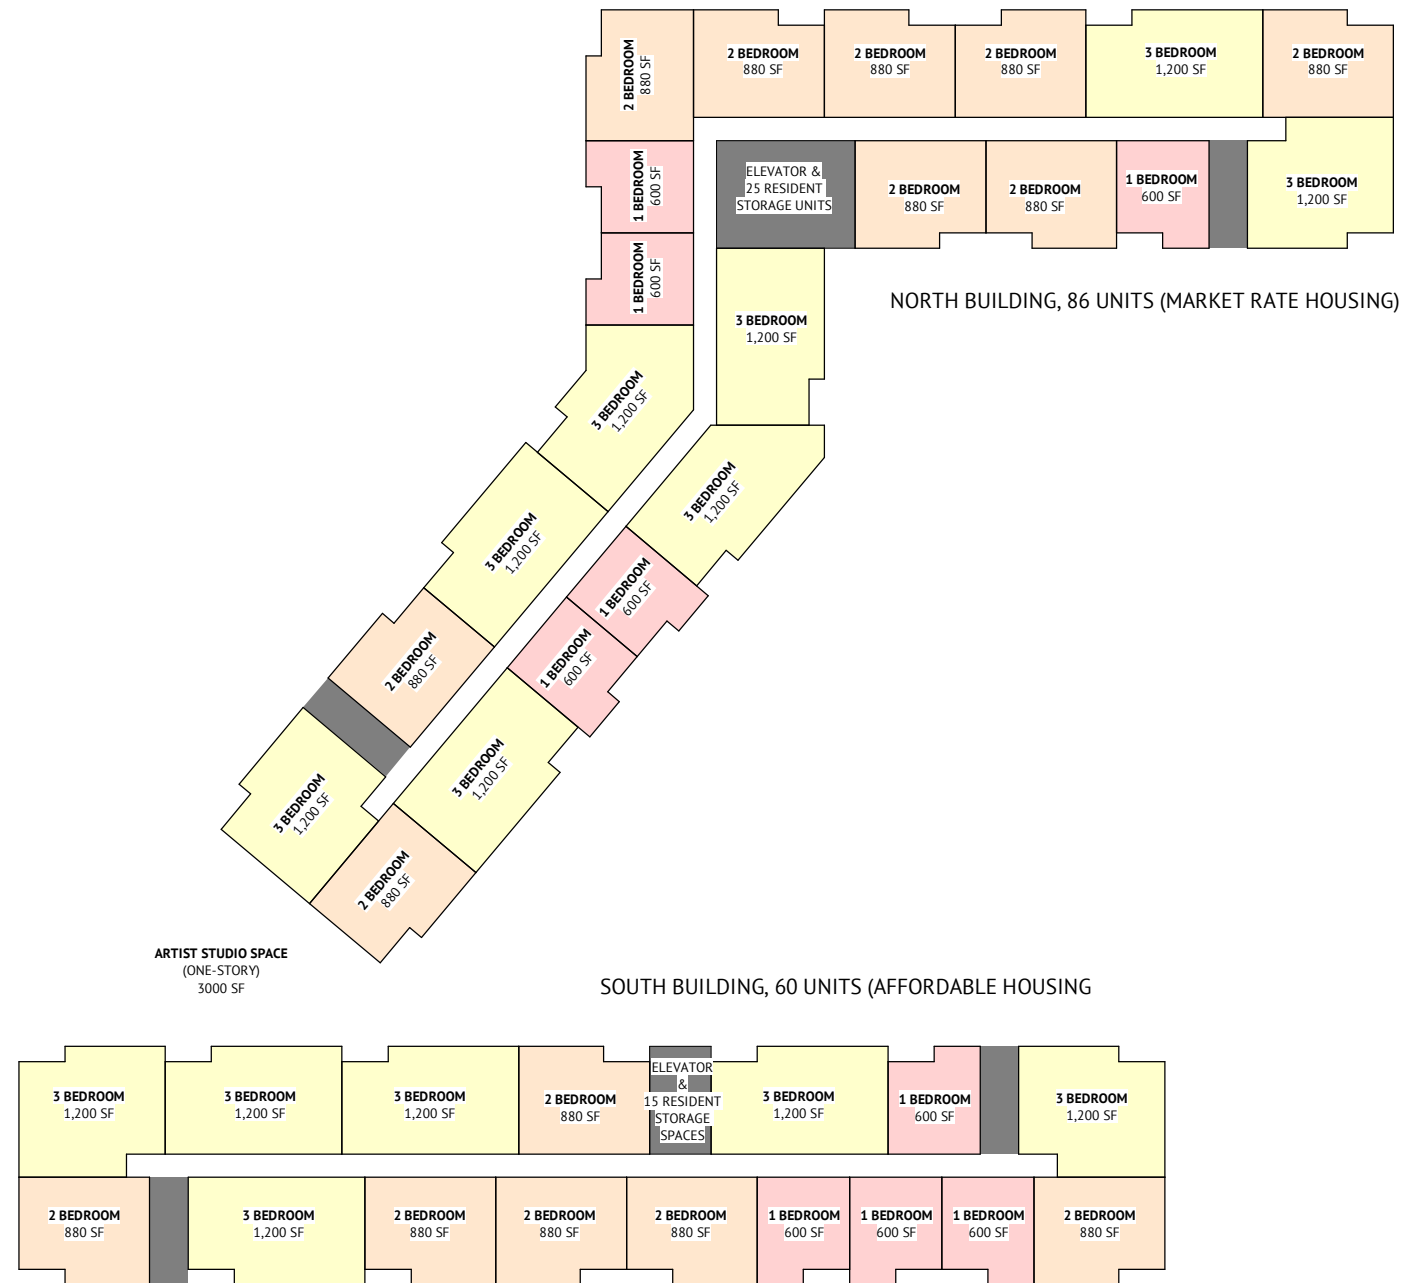 2 BEDROOM
880 SF
2 BEDROOM
880 SF
2 BEDROOM
880 SF
2 BEDROOM
880 SF
3 BEDROOM
1,200 SF
2 BEDROOM
880 SF
1 BEDROOM
600 SF
ELEVATOR &
25 RESIDENT
STORAGE UNITS
2 BEDROOM
880 SF
2 BEDROOM
880 SF
1 BEDROOM
600 SF
3 BEDROOM
1,200 SF
1 BEDROOM
600 SF
NORTH BUILDING, 86 UNITS (MARKET RATE HOUSING)
3 BEDROOM
1,200 SF
3 BEDROOM
1,200 SF
3 BEDROOM
1,200 SF
3 BEDROOM
1,200 SF
1 BEDROOM
600 SF
2 BEDROOM
880 SF
1 BEDROOM
600 SF
3 BEDROOM
1,200 SF
3 BEDROOM
1,200 SF
2 BEDROOM
880 SF
ARTIST STUDIO SPACE
(ONE-STORY)
3000 SF
SOUTH BUILDING, 60 UNITS (AFFORDABLE HOUSING
3 BEDROOM
1,200 SF
3 BEDROOM
1,200 SF
3 BEDROOM
1,200 SF
2 BEDROOM
880 SF
ELEVATOR
&
15 RESIDENT
STORAGE
SPACES
3 BEDROOM
1,200 SF
1 BEDROOM
600 SF
3 BEDROOM
1,200 SF
2 BEDROOM
880 SF
3 BEDROOM
1,200 SF
2 BEDROOM
880 SF
2 BEDROOM
880 SF
2 BEDROOM
880 SF
1 BEDROOM
600 SF
1 BEDROOM
600 SF
1 BEDROOM
600 SF
2 BEDROOM
880 SF